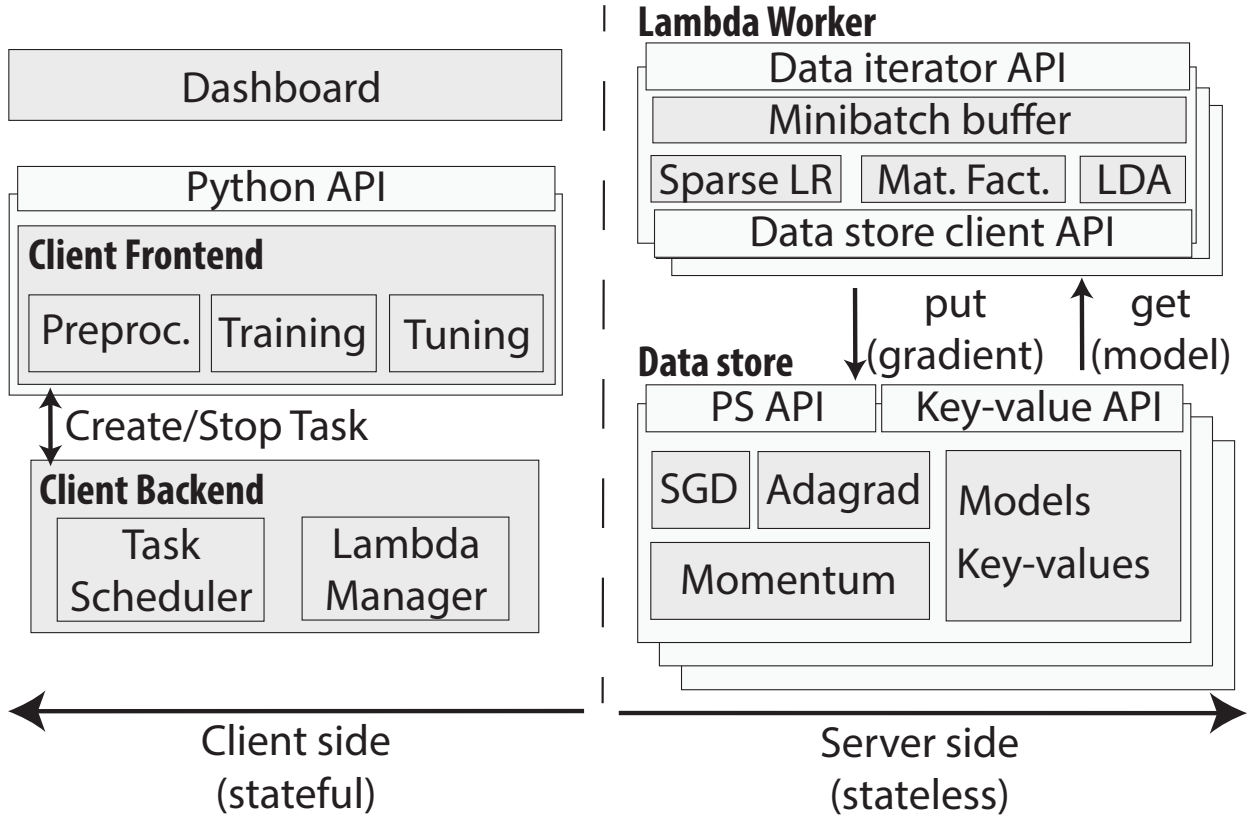 Dashboard
Python API
Client Frontend
Preproc.
Training
Tuning
Create/Stop Task
Client Backend
Task
Scheduler
Lambda
Manager
Client side
(stateful)
Lambda Worker
Data iterator API
Minibatch buffer
Sparse LR
Mat. Fact.
LDA
Data store client API
put
(gradient)
get
(model)
Data store
PS API
Key-value API
SGD
Adagrad
Momentum
Models
Key-values
Server side
(stateless)